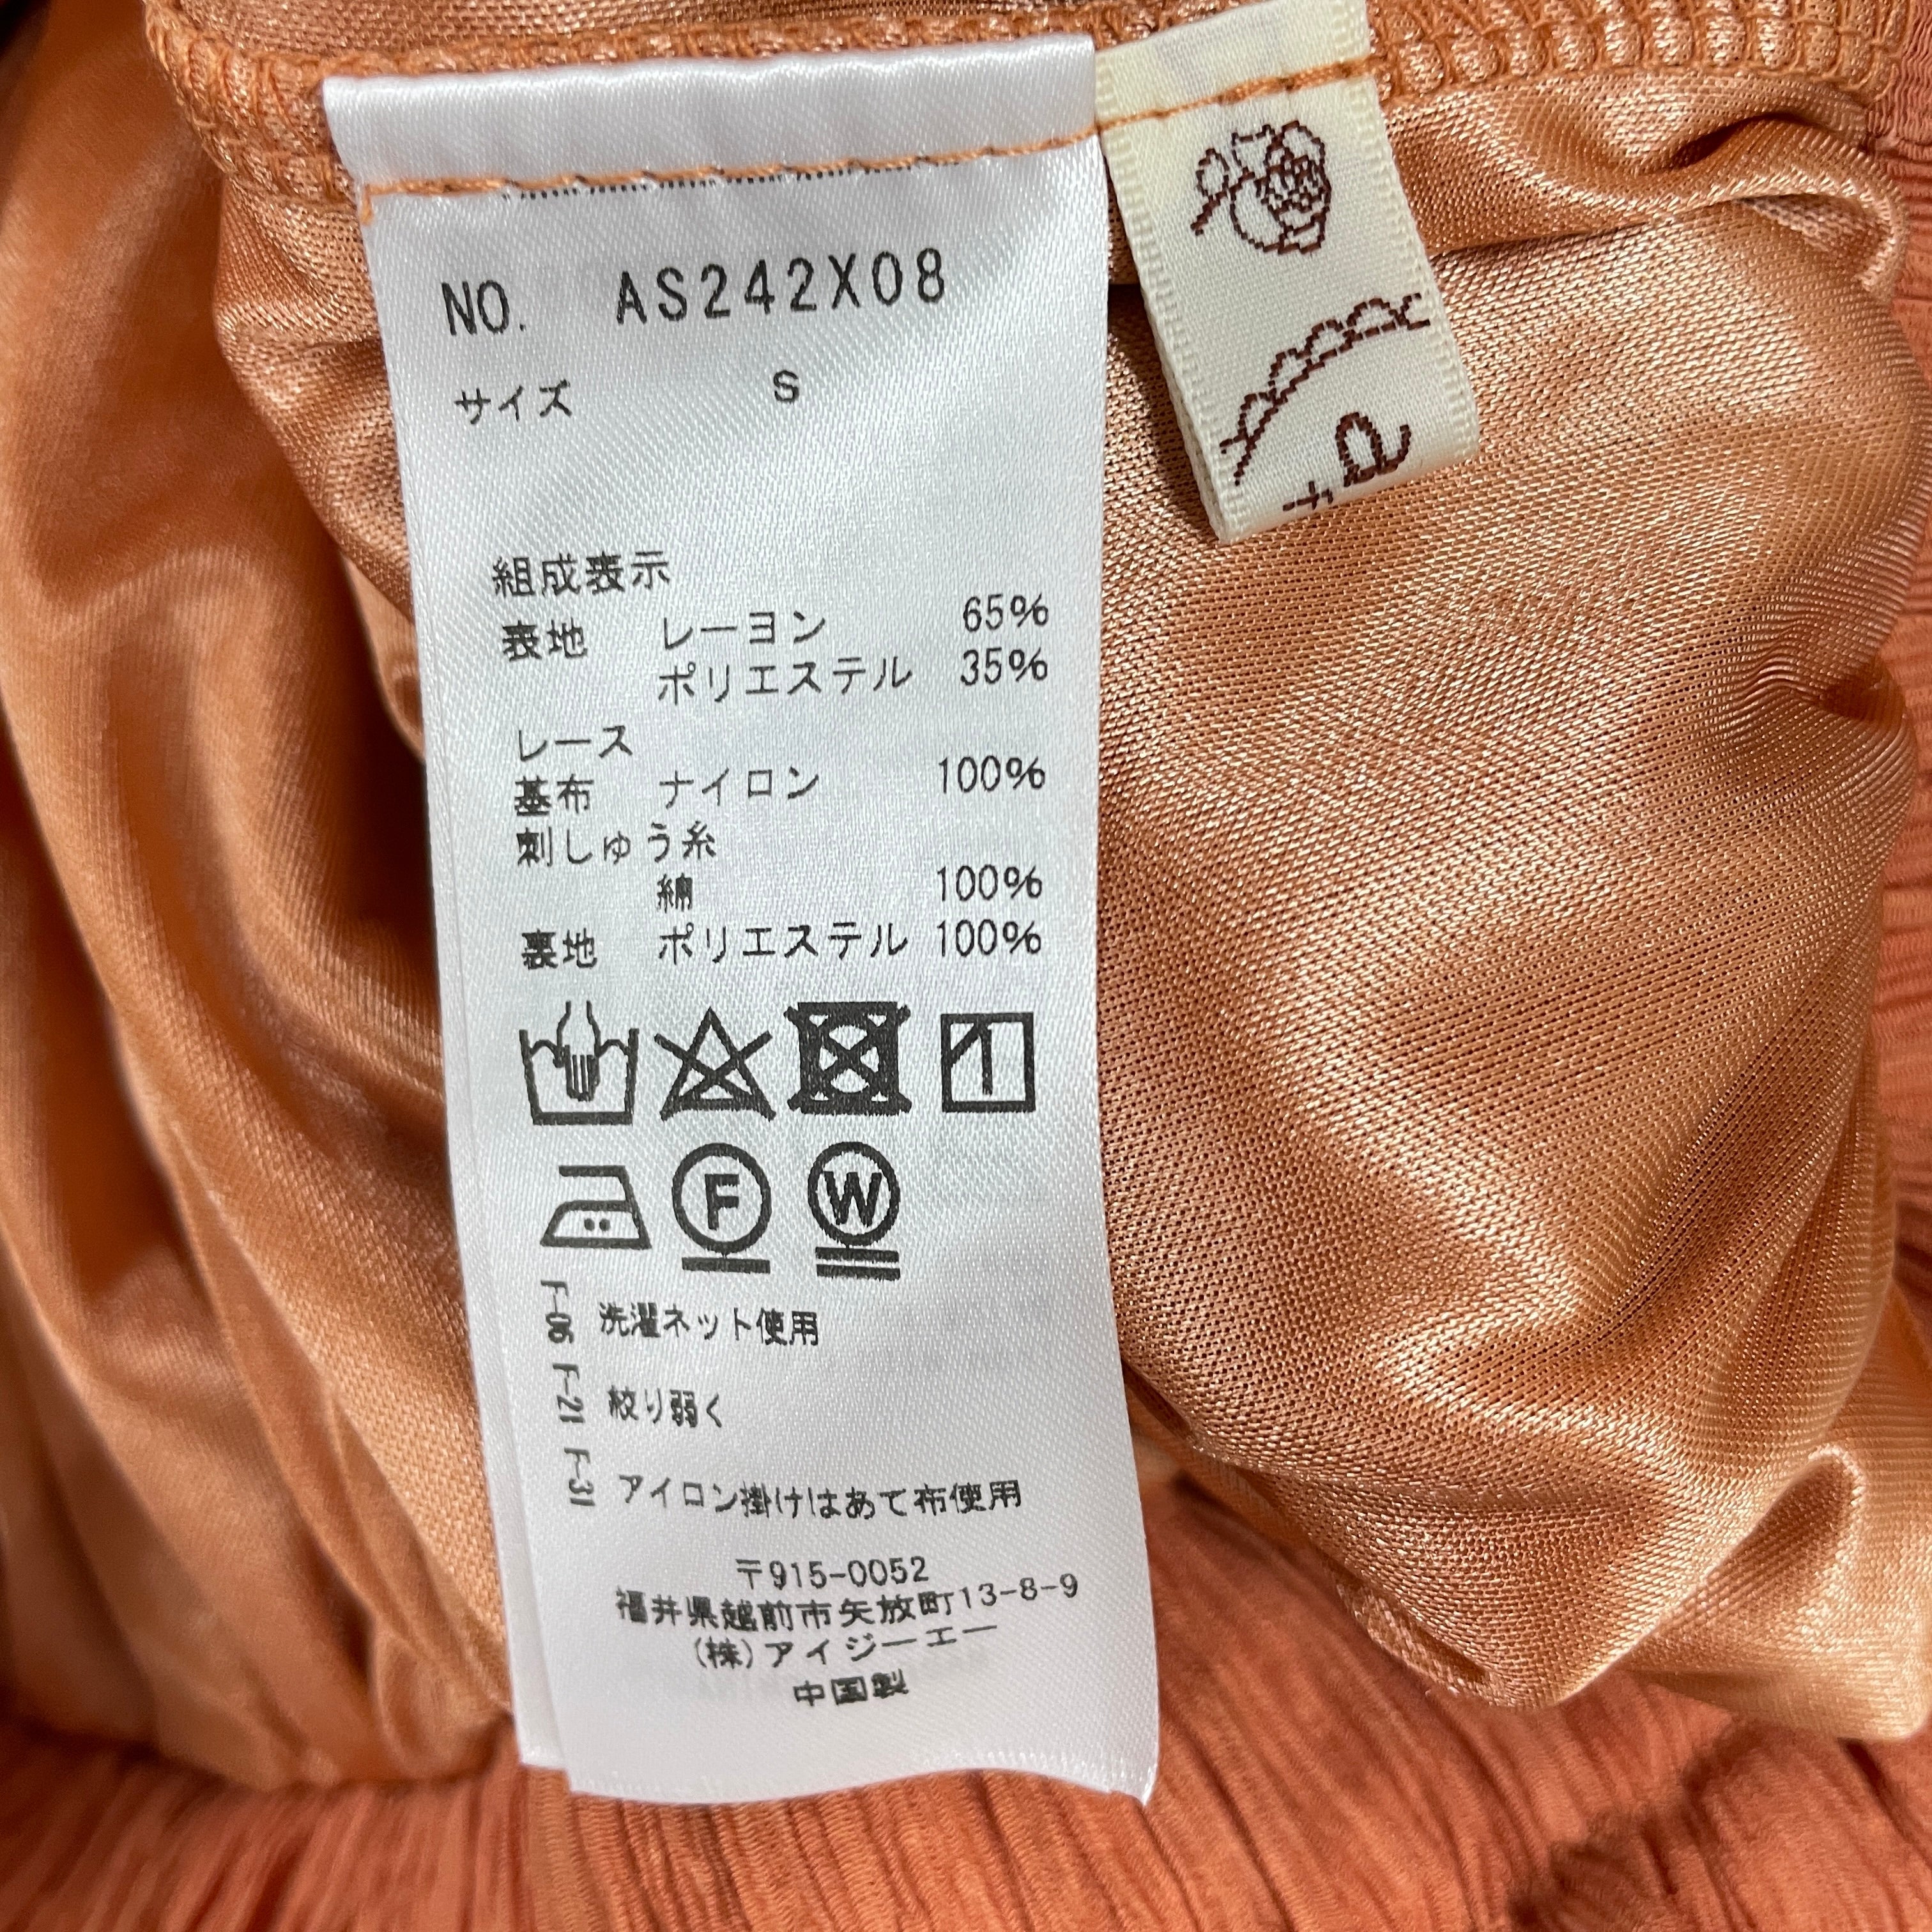 NO. AS242X08
サイズ S
組成表示
表地 レーヨン 65%
ポリエステル 35%
レース
基布 ナイロン 100%
刺しゅう糸
綿 100%
裏地 ポリエステル 100%
F
W
F-06 洗濯ネット使用
F-21 絞り弱く
F-31 アイロン掛けはあて布使用
〒915-0052
福井県越前市矢放町13-8-9
(株)アイジーエー
中国製